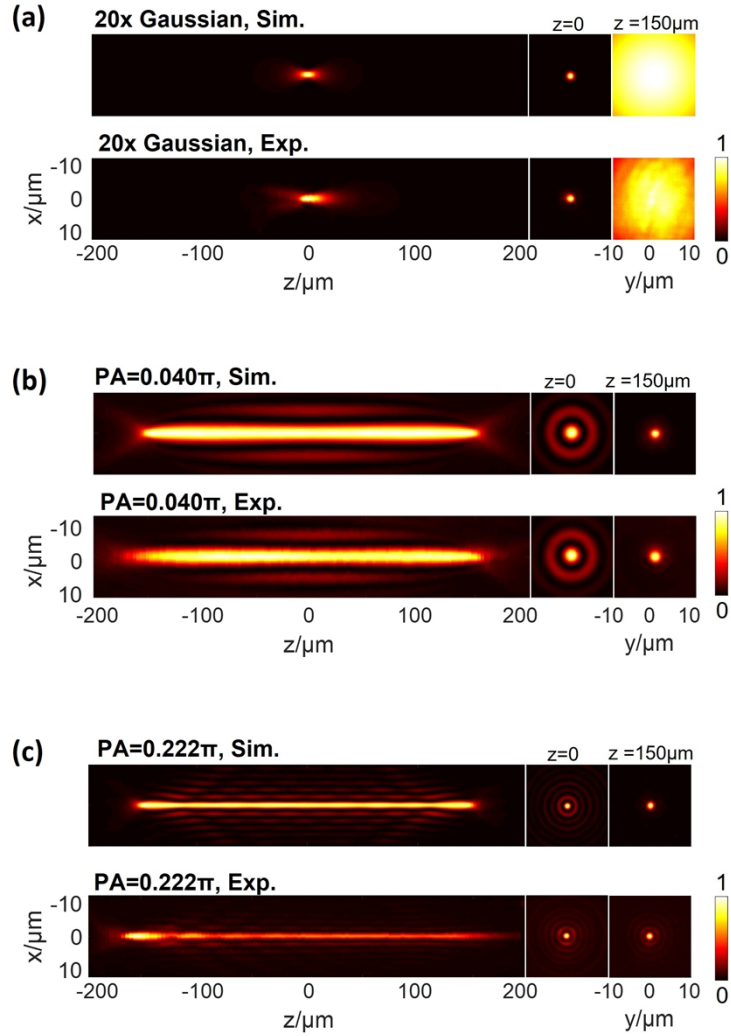 (a)
20x Gaussian, Sim.
z=0
z =150µm
20x Gaussian, Exp.
x/µm
-10
0
10
-200
-100
0
100
200
z/µm
-10
0
10
y/µm
1
0
(b)
PA=0.040π, Sim.
z=0
z =150µm
PA=0.040π, Exp.
x/µm
-10
0
10
-200
-100
0
100
200
z/µm
-10
0
10
y/µm
1
0
(c)
PA=0.222π, Sim.
z=0
z =150µm
PA=0.222π, Exp.
x/µm
-10
0
10
-200
-100
0
100
200
z/µm
-10
0
10
y/µm
1
0